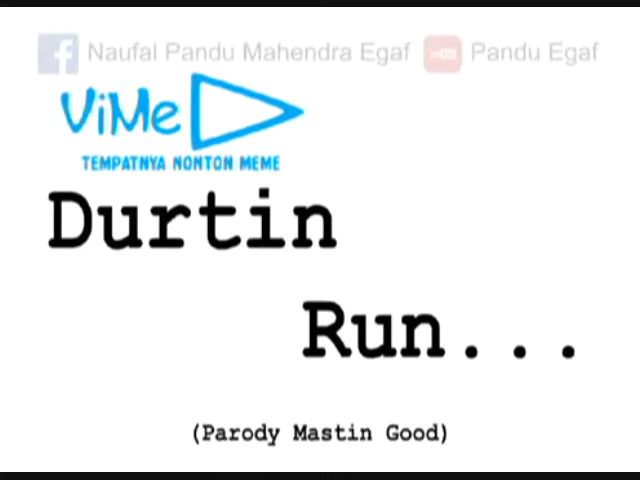 Naufal Pandu Mahendra Egaf Pandu Egaf
ViMe
TEMPATNYA NONTON MEME
Durtin
Run...
(Parody Mastin Good)